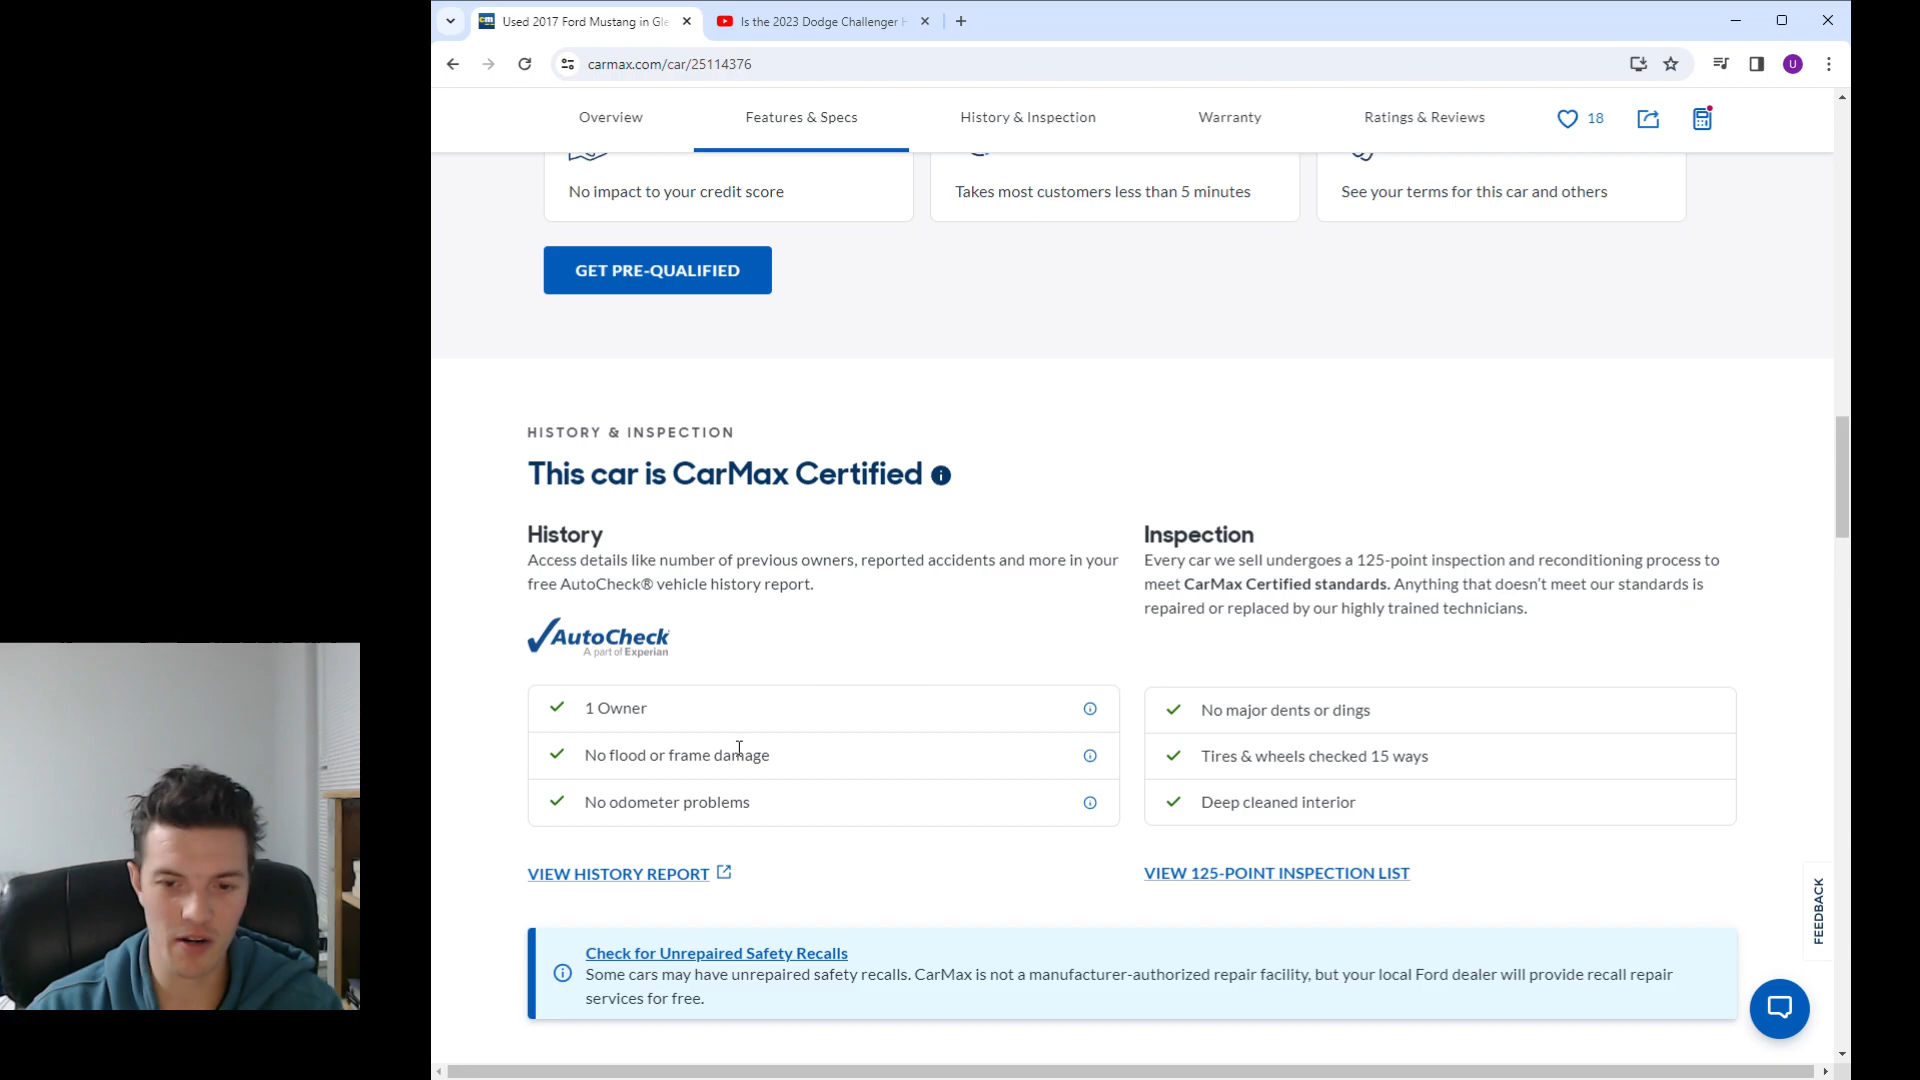 Used 2017 Ford Mustang in Gle
Is the 2023 Dodge Challenger H
carmax.com/car/25114376
U
Overview
Features & Specs
History & Inspection
Warranty
Ratings & Reviews
18
No impact to your credit score
Takes most customers less than 5 minutes
See your terms for this car and others
GET PRE-QUALIFIED
HISTORY & INSPECTION
This car is CarMax Certified
History
Access details like number of previous owners, reported accidents and more in your
free AutoCheck® vehicle history report.
AutoCheck
A part of Experian
1 Owner
No flood or frame damage
No odometer problems
VIEW HISTORY REPORT
Inspection
Every car we sell undergoes a 125-point inspection and reconditioning process to
meet CarMax Certified standards. Anything that doesn't meet our standards is
repaired or replaced by our highly trained technicians.
No major dents or dings
Tires & wheels checked 15 ways
Deep cleaned interior
VIEW 125-POINT INSPECTION LIST
Check for Unrepaired Safety Recalls
Some cars may have unrepaired safety recalls. CarMax is not a manufacturer-authorized repair facility, but your local Ford dealer will provide recall repair
services for free.
FEEDBACK